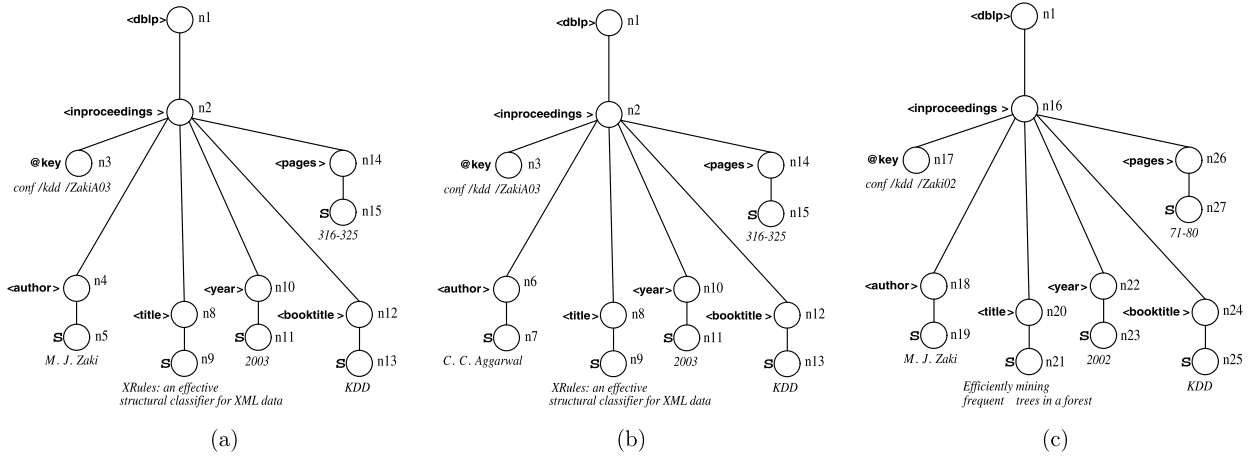 <dblp> n1
<inproceedings > n2
@key n3
conf /kdd /ZakiA03
<pages> n14
S n15
316-325
<author> n4
S n5
M. J. Zaki
<title> n8
S n9
XRules: an effective
structural classifier for XML data
<year> n10
S n11
2003
<booktitle > n12
S n13
KDD
(a)
<dblp> n1
<inproceedings > n2
@key n3
conf /kdd /ZakiA03
<pages> n14
S n15
316-325
<author> n6
S n7
C. C. Aggarwal
<title> n8
S n9
XRules: an effective
structural classifier for XML data
<year> n10
S n11
2003
<booktitle> n12
S n13
KDD
(b)
<dblp> n1
<inproceedings > n16
@key n17
conf /kdd /Zaki02
<pages> n26
S n27
71-80
<author> n18
S n19
M. J. Zaki
<title> n20
S n21
Efficiently mining
frequent trees in a forest
<year> n22
S n23
2002
<booktitle > n24
S n25
KDD
(c)